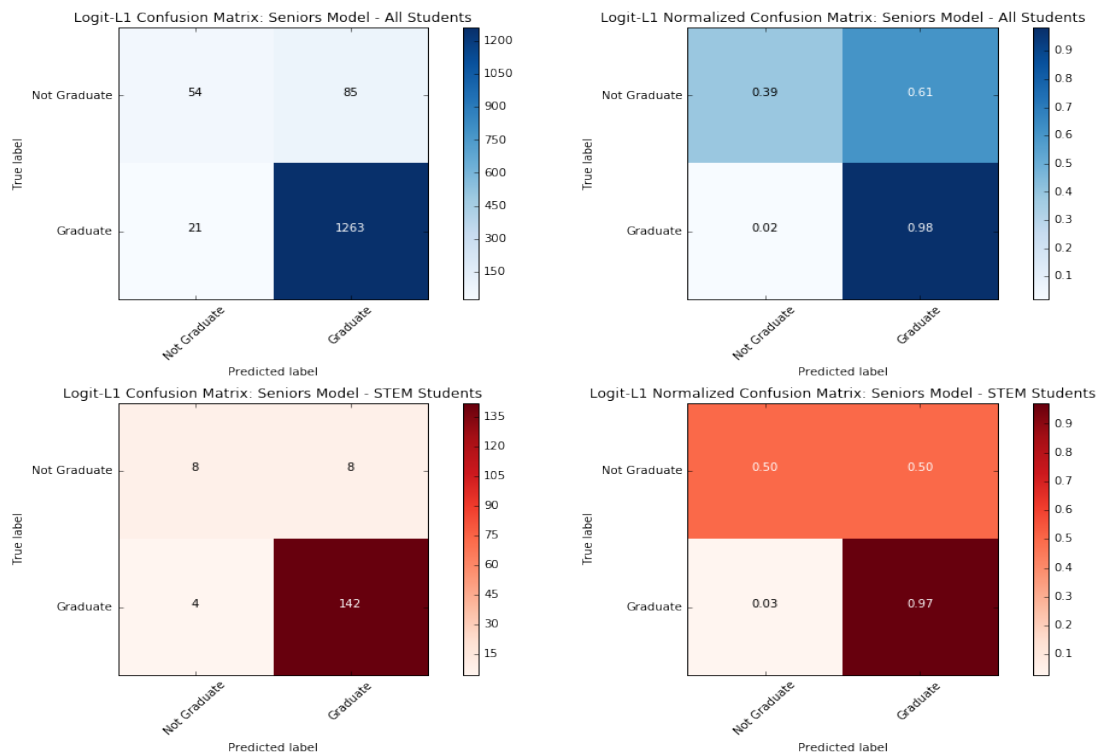 Logit-L1 Confusion Matrix: Seniors Model - All Students
Not Graduate
Graduate
True label
54
85
21
1263
Not Graduate
Graduate
Predicted label
1200
1050
900
750
600
450
300
150
Logit-L1 Normalized Confusion Matrix: Seniors Model - All Students
Not Graduate
Graduate
True label
0.39
0.61
0.02
0.98
Not Graduate
Graduate
Predicted label
0.9
0.8
0.7
0.6
0.5
0.4
0.3
0.2
0.1
Logit-L1 Confusion Matrix: Seniors Model - STEM Students
Not Graduate
Graduate
True label
8
8
4
142
Not Graduate
Graduate
Predicted label
135
120
105
90
75
60
45
30
15
Logit-L1 Normalized Confusion Matrix: Seniors Model - STEM Students
Not Graduate
Graduate
True label
0.50
0.50
0.03
0.97
Not Graduate
Graduate
Predicted label
0.9
0.8
0.7
0.6
0.5
0.4
0.3
0.2
0.1